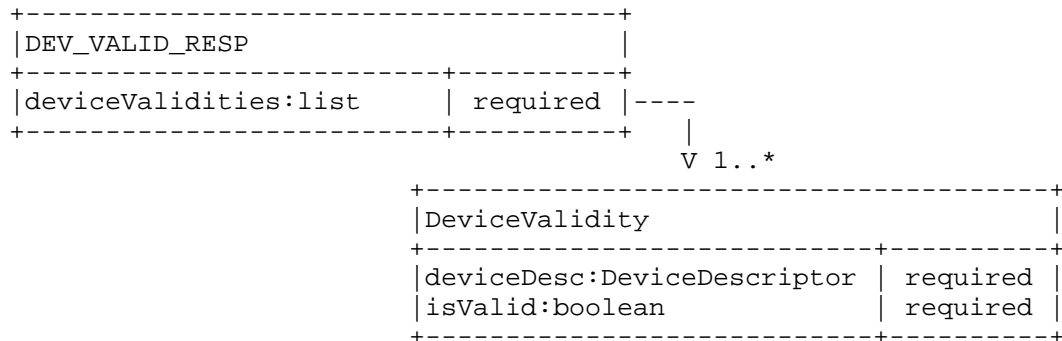 +-------------------------------------+
|DEV_VALID_RESP                       |
+--------------------------+----------+
|deviceValidities:list     | required |----
+--------------------------+----------+   |
                                          V 1..*
                         +---------------------------------------+
                         |DeviceValidity                         |
                         +----------------------------+----------+
                         |deviceDesc:DeviceDescriptor | required |
                         |isValid:boolean             | required |
                         +----------------------------+----------+